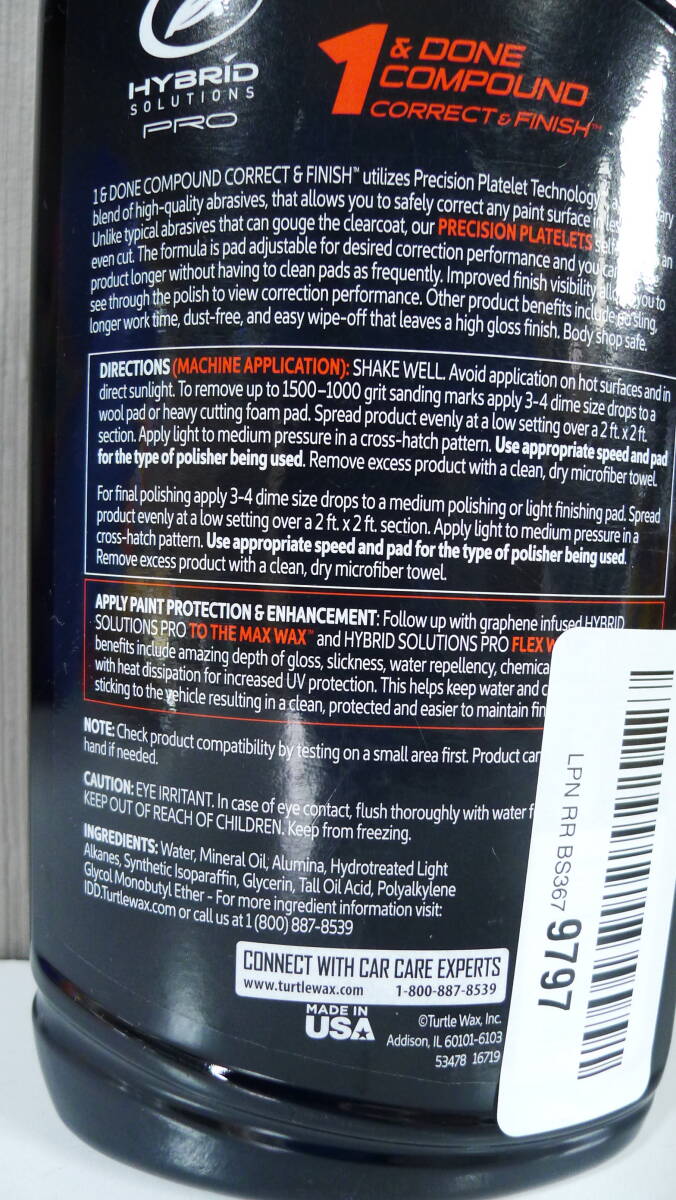 HYBRID
SOLUTIONS
PRO
1 & DONE
COMPOUND
CORRECT & FINISH™
1 & DONE COMPOUND CORRECT & FINISH™ utilizes Precision Platelet Technology,
blend of high-quality abrasives, that allows you to safely correct any paint surface in
Unlike typical abrasives that can gouge the clearcoat, our PRECISION PLATELETS
even cut. The formula is pad adjustable for desired correction performance and you can
product longer without having to clean pads as frequently. Improved finish visibility allows you to
see through the polish to view correction performance. Other product benefits include no sling,
longer work time, dust-free, and easy wipe-off that leaves a high gloss finish. Body shop safe.
DIRECTIONS (MACHINE APPLICATION): SHAKE WELL. Avoid application on hot surfaces and in
direct sunlight. To remove up to 1500-1000 grit sanding marks apply 3-4 dime size drops to a
wool pad or heavy cutting foam pad. Spread product evenly at a low setting over a 2 ft. x 2 ft.
section. Apply light to medium pressure in a cross-hatch pattern. Use appropriate speed and pad
for the type of polisher being used. Remove excess product with a clean, dry microfiber towel.
For final polishing apply 3-4 dime size drops to a medium polishing or light finishing pad. Spread
product evenly at a low setting over a 2 ft. x 2 ft. section. Apply light to medium pressure in a
cross-hatch pattern. Use appropriate speed and pad for the type of polisher being used.
Remove excess product with a clean, dry microfiber towel.
APPLY PAINT PROTECTION & ENHANCEMENT: Follow up with graphene infused HYBRID
SOLUTIONS PRO TO THE MAX WAX™ and HYBRID SOLUTIONS PRO FLEX
benefits include amazing depth of gloss, slickness, water repellency,
with heat dissipation for increased UV protection. This helps keep water and
sticking to the vehicle resulting in a clean, protected and easier to maintain
NOTE: Check product compatibility by testing on a small area first. Product
hand if needed.
CAUTION: EYE IRRITANT. In case of eye contact, flush thoroughly with water
KEEP OUT OF REACH OF CHILDREN. Keep from freezing.
INGREDIENTS: Water, Mineral Oil, Alumina, Hydrotreated Light
Alkanes, Synthetic Isoparaffin, Glycerin, Tall Oil Acid, Polyalkylene
Glycol Monobutyl Ether - For more ingredient information visit:
IDD.Turtlewax.com or call us at 1 (800) 887-8539
CONNECT WITH CAR CARE EXPERTS
www.turtlewax.com 1-800-887-8539
MADE IN
USA
©Turtle Wax, Inc.
Addison, IL 60101-6103
53478 16719
LPN RR BS367 9797